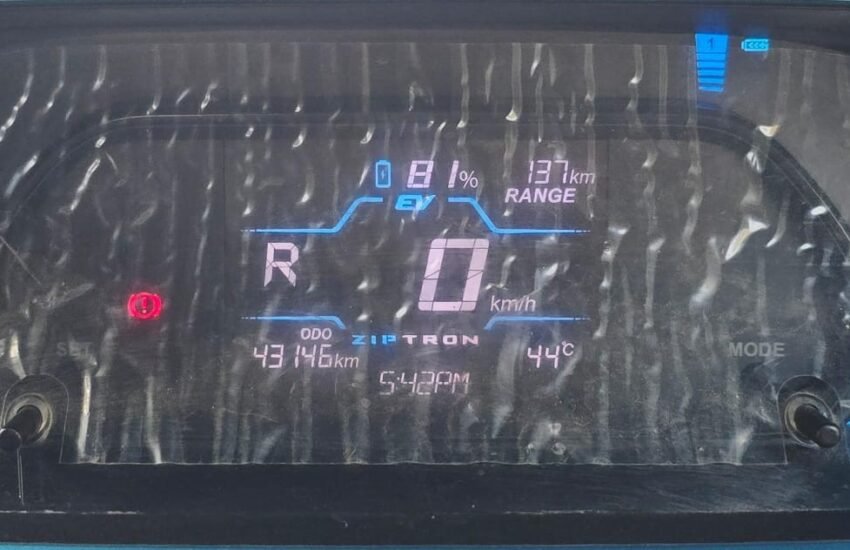 1
81%
137km
RANGE
EV
R
0 km/h
ODO
ZIPTRON
43146km
44°C
5:42PM
SET
MODE